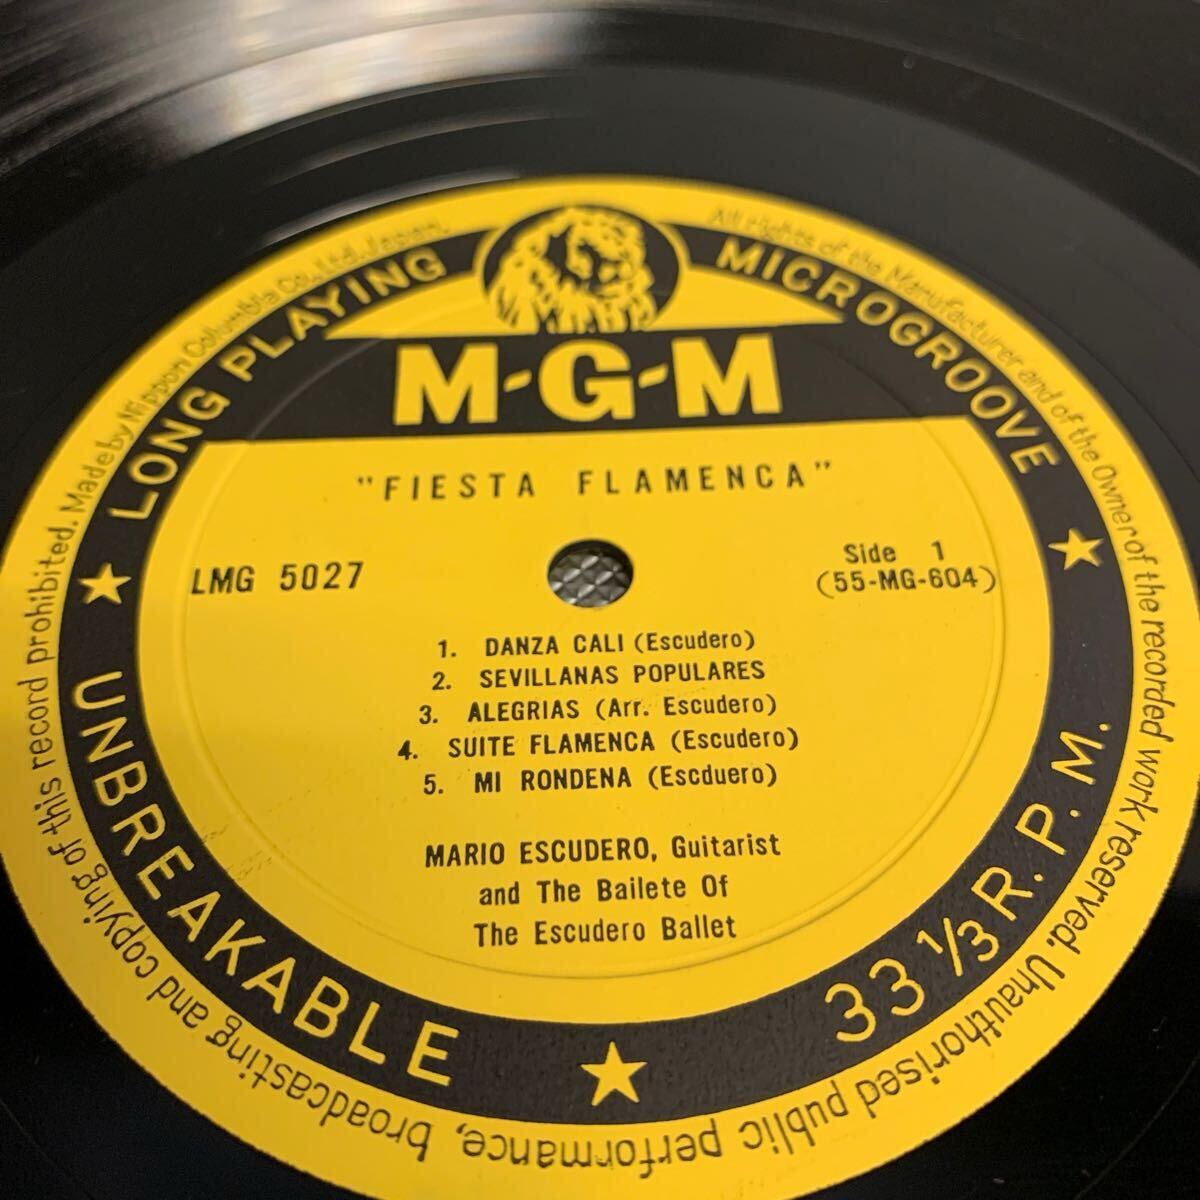 All rights of the Manufacturer and of the Owner of the recorded work reserved. Unauthorised public performance, broadcasting and copying of this record prohibited. Made by Nippon Columbia Co., Ltd. Japan.
LONG PLAYING MICROGROOVE
M-G-M
"FIESTA FLAMENCA"
LMG 5027
Side 1
(55-MG-604)
1. DANZA CALI (Escudero)
2. SEVILLANAS POPULARES
3. ALEGRIAS (Arr. Escudero)
4. SUITE FLAMENCA (Escudero)
5. MI RONDENA (Escduero)
MARIO ESCUDERO, Guitarist
and The Bailete Of
The Escudero Ballet
UNBREAKABLE
33 1/3 R. P. M.